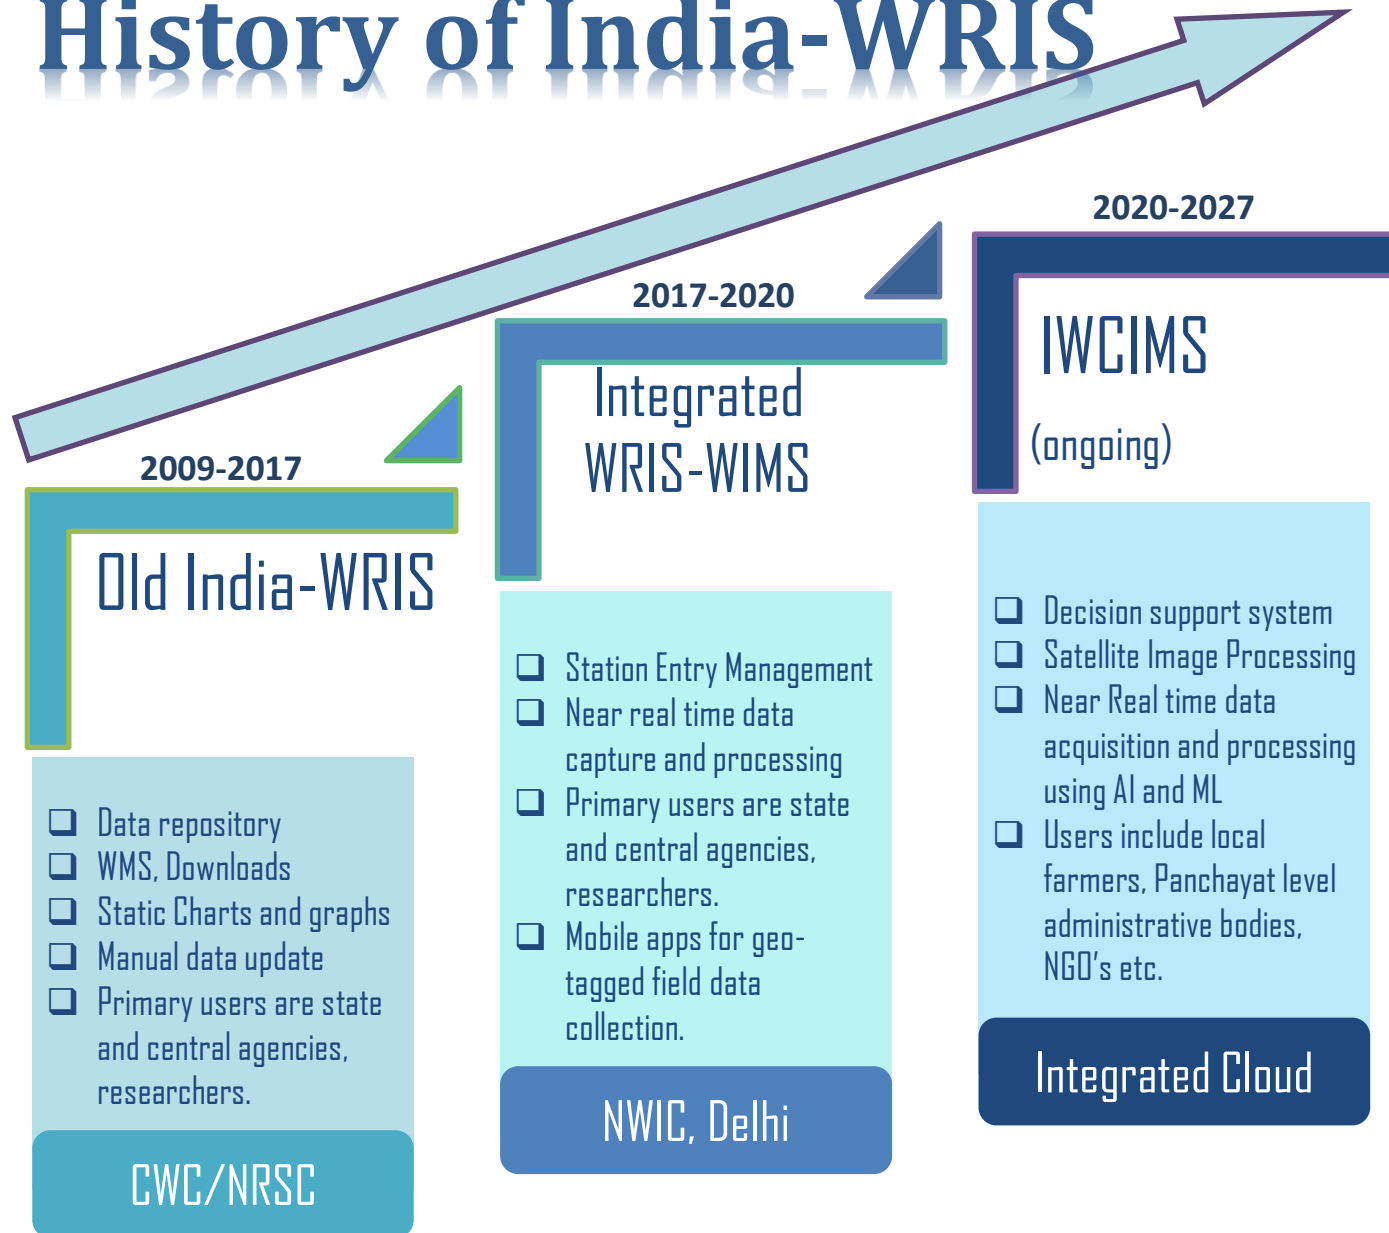 History of India-WRIS
2009-2017
Old India-WRIS
Data repository
WMS, Downloads
Static Charts and graphs
Manual data update
Primary users are state
and central agencies,
researchers.
CWC/NRSC
2017-2020
Integrated
WRIS-WIMS
Station Entry Management
Near real time data
capture and processing
Primary users are state
and central agencies,
researchers.
Mobile apps for geo-
tagged field data
collection.
NWIC, Delhi
2020-2027
IWCIMS
(ongoing)
Decision support system
Satellite Image Processing
Near Real time data
acquisition and processing
using AI and ML
Users include local
farmers, Panchayat level
administrative bodies,
NGO's etc.
Integrated Cloud